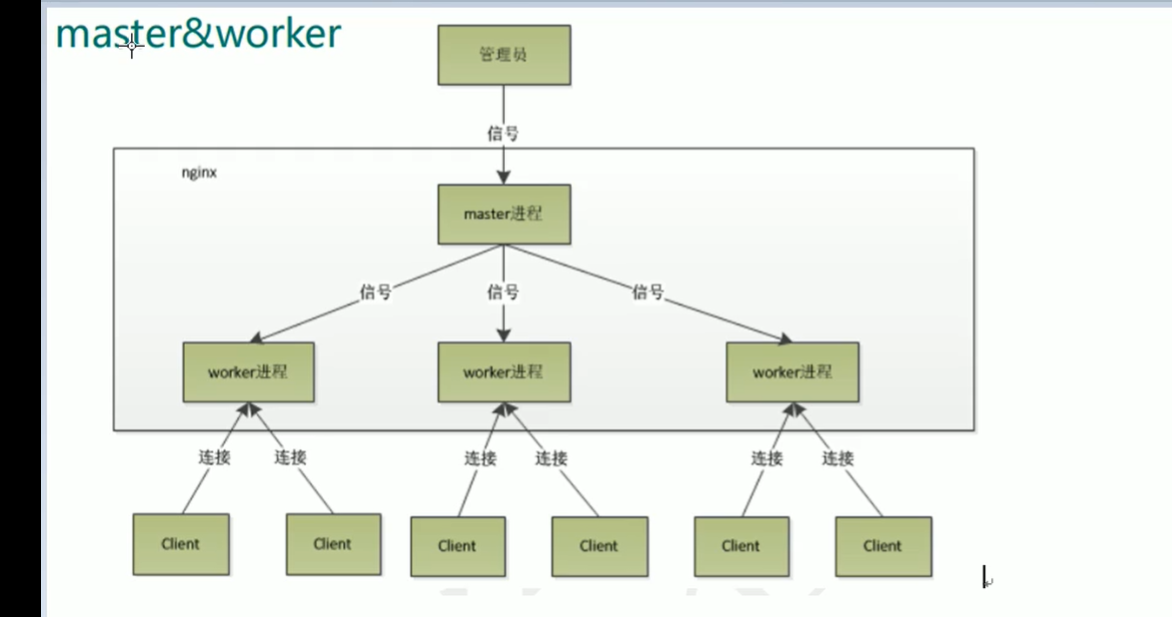 master&worker
管理员
信号
nginx
master进程
信号 信号 信号
worker进程 worker进程 worker进程
连接 连接 连接 连接 连接 连接
Client Client Client Client Client Client